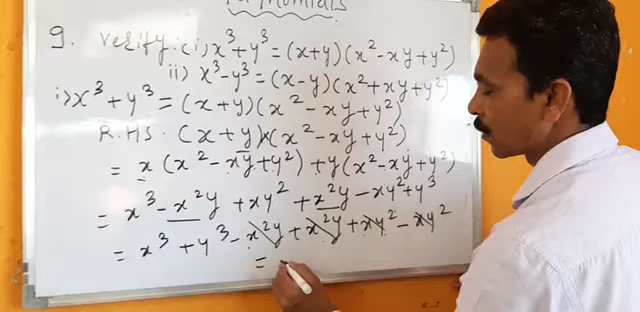 Polynomials
9. Verify: (i) x³+y³=(x+y)(x²-xy+y²)
ii) x³-y³=(x-y)(x²+xy+y²)
i) x³+y³=(x+y)(x²-xy+y²)
R.H.S. (x+y)×(x²-xy+y²)
= x(x²-xy+y²)+y(x²-xy+y²)
= x³-x²y+xy²+x²y-xy²+y³
= x³+y³-x²y+x²y+xy²-xy²
=